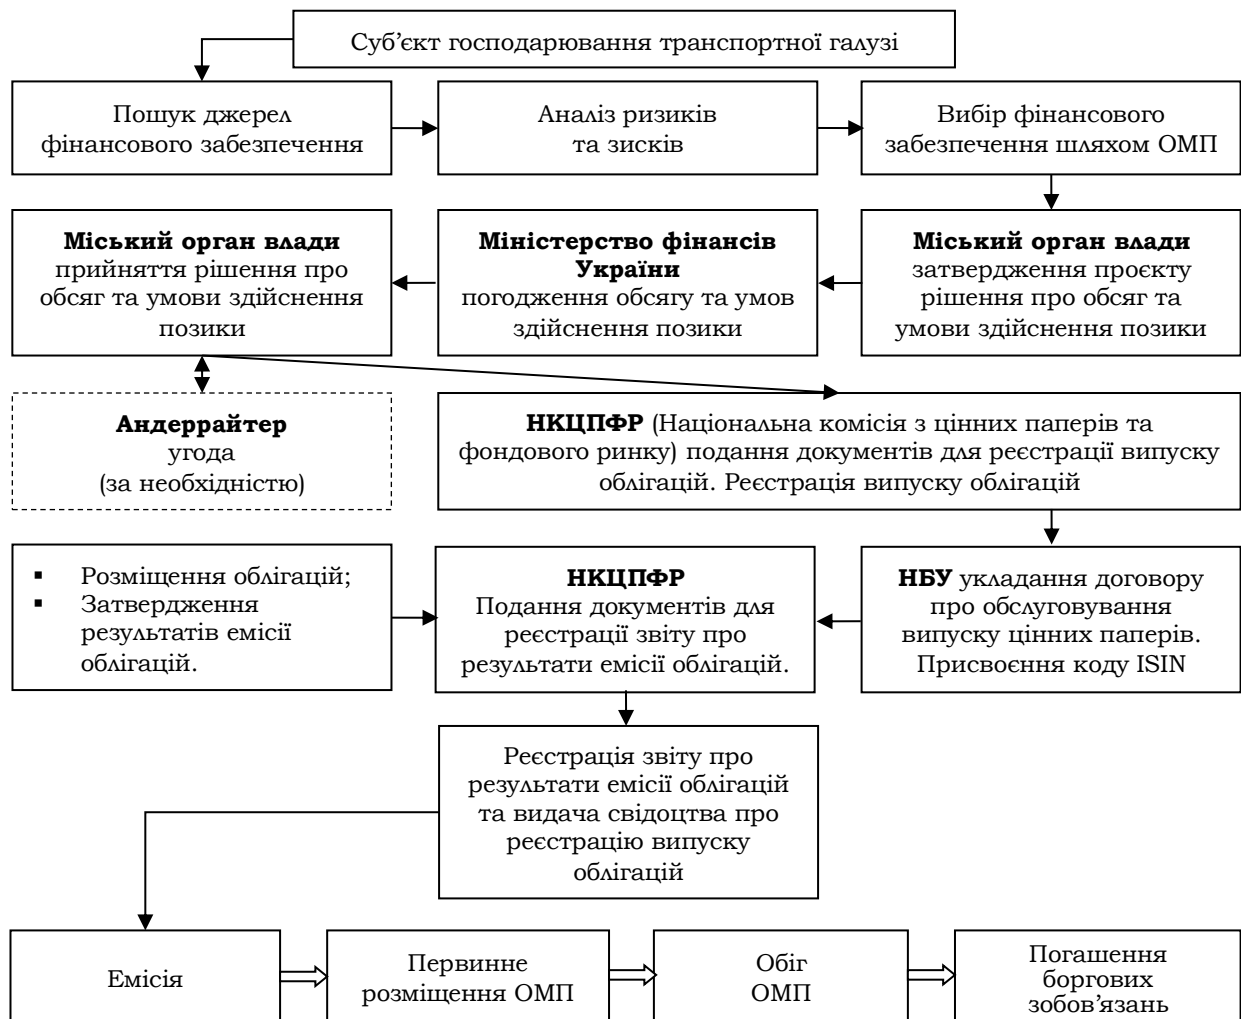 Суб’єкт господарювання транспортної галузі
Пошук джерел
фінансового забезпечення
Аналіз ризиків
та зисків
Вибір фінансового
забезпечення шляхом ОМП
Міський орган влади
прийняття рішення про
обсяг та умови здійснення
позики
Міністерство фінансів
України
погодження обсягу та умов
здійснення позики
Міський орган влади
затвердження проєкту
рішення про обсяг та
умови здійснення позики
Андеррайтер
угода
(за необхідністю)
НКЦПФР (Національна комісія з цінних паперів та
фондового ринку) подання документів для реєстрації випуску
облігацій. Реєстрація випуску облігацій
▪ Розміщення облігацій;
▪ Затвердження
результатів емісії
облігацій.
НКЦПФР
Подання документів для
реєстрації звіту про
результати емісії облігацій.
НБУ укладання договору
про обслуговування
випуску цінних паперів.
Присвоєння коду ISIN
Реєстрація звіту про
результати емісії облігацій
та видача свідоцтва про
реєстрацію випуску
облігацій
Емісія
Первинне
розміщення ОМП
Обіг
ОМП
Погашення
боргових
зобов’язань